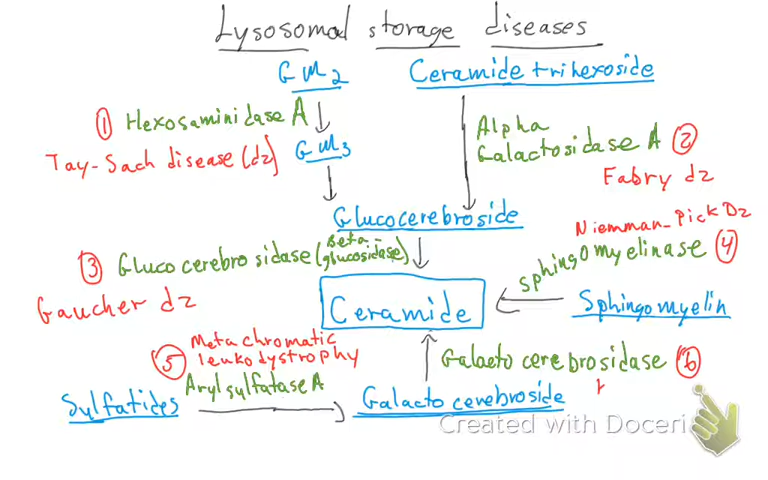 Lysosomal storage diseases
GM2
Ceramide trihexoside
1 Hexosaminidase A
Tay-Sach disease (dz)
GM3
Alpha
Galactosidase A 2
Fabry dz
Glucocerebroside
Niemman-Pick Dz
3 Glucocerebrosidase (Beta-
glucosidase)
Sphingomyelinase 4
Gaucher dz
Ceramide
Sphingomyelin
5 Metachromatic
leukodystrophy
Arylsulfatase A
Galactocerebrosidase 6
Sulfatides
Galactocerebroside
Created with Doceri